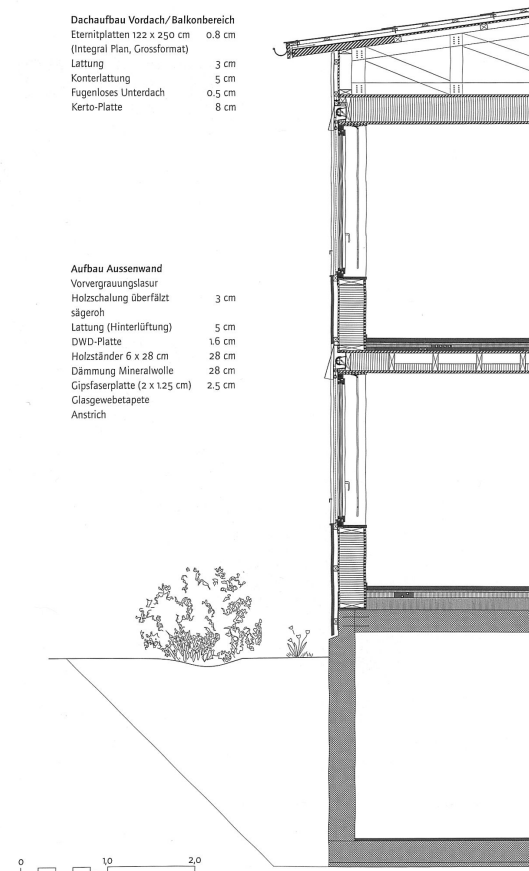 Dachaufbau Vordach/Balkonbereich
Eternitplatten 122 x 250 cm 0.8 cm
(Integral Plan, Grossformat)
Lattung 3 cm
Konterlattung 5 cm
Fugenloses Unterdach 0.5 cm
Kerto-Platte 8 cm
Aufbau Aussenwand
Vorvergrauungslasur
Holzschalung überfälzt 3 cm
sägeroh
Lattung (Hinterlüftung) 5 cm
DWD-Platte 1.6 cm
Holzständer 6 x 28 cm 28 cm
Dämmung Mineralwolle 28 cm
Gipsfaserplatte (2 x 1.25 cm) 2.5 cm
Glasgewebetapete
Anstrich
0 1,0 2,0